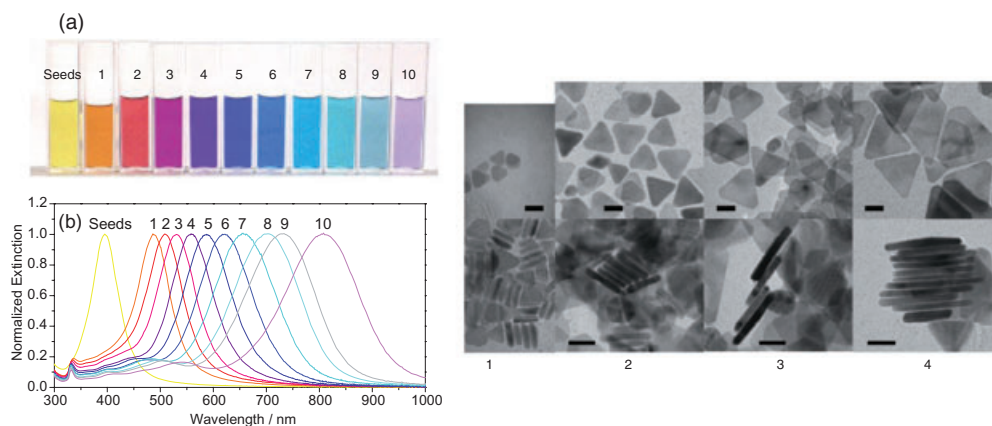 (a)
Seeds 1 2 3 4 5 6 7 8 9 10
(b)
Seeds 1 2 3 4 5 6 7 8 9 10
Normalized Extinction
1.2
1.0
0.8
0.6
0.4
0.2
0.0
300 400 500 600 700 800 900 1000
Wavelength / nm
1 2 3 4